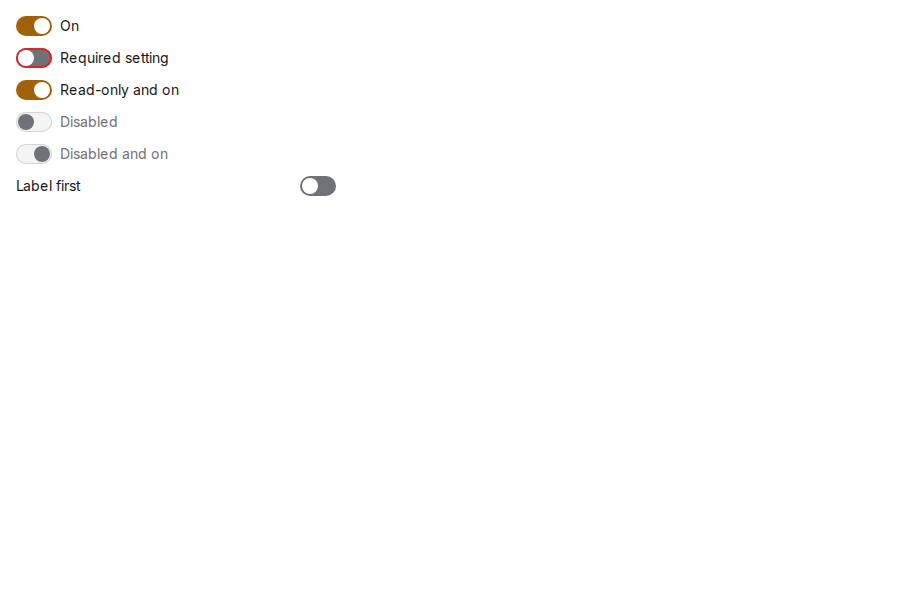 On
Required setting
Read-only and on
Disabled
Disabled and on
Label first